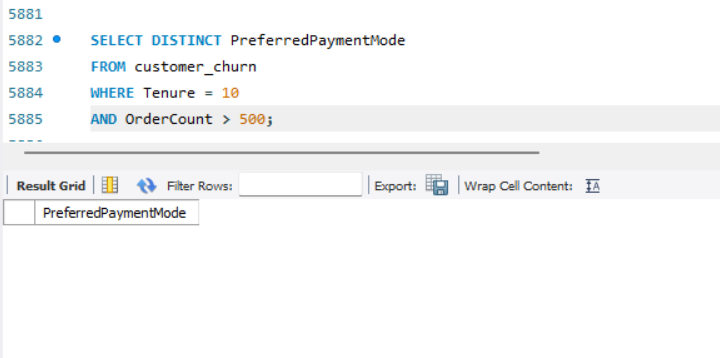 5881
5882 SELECT DISTINCT PreferredPaymentMode
5883 FROM customer_churn
5884 WHERE Tenure = 10
5885 AND OrderCount > 500;
Result Grid Filter Rows: Export: Wrap Cell Content: IA
PreferredPaymentMode